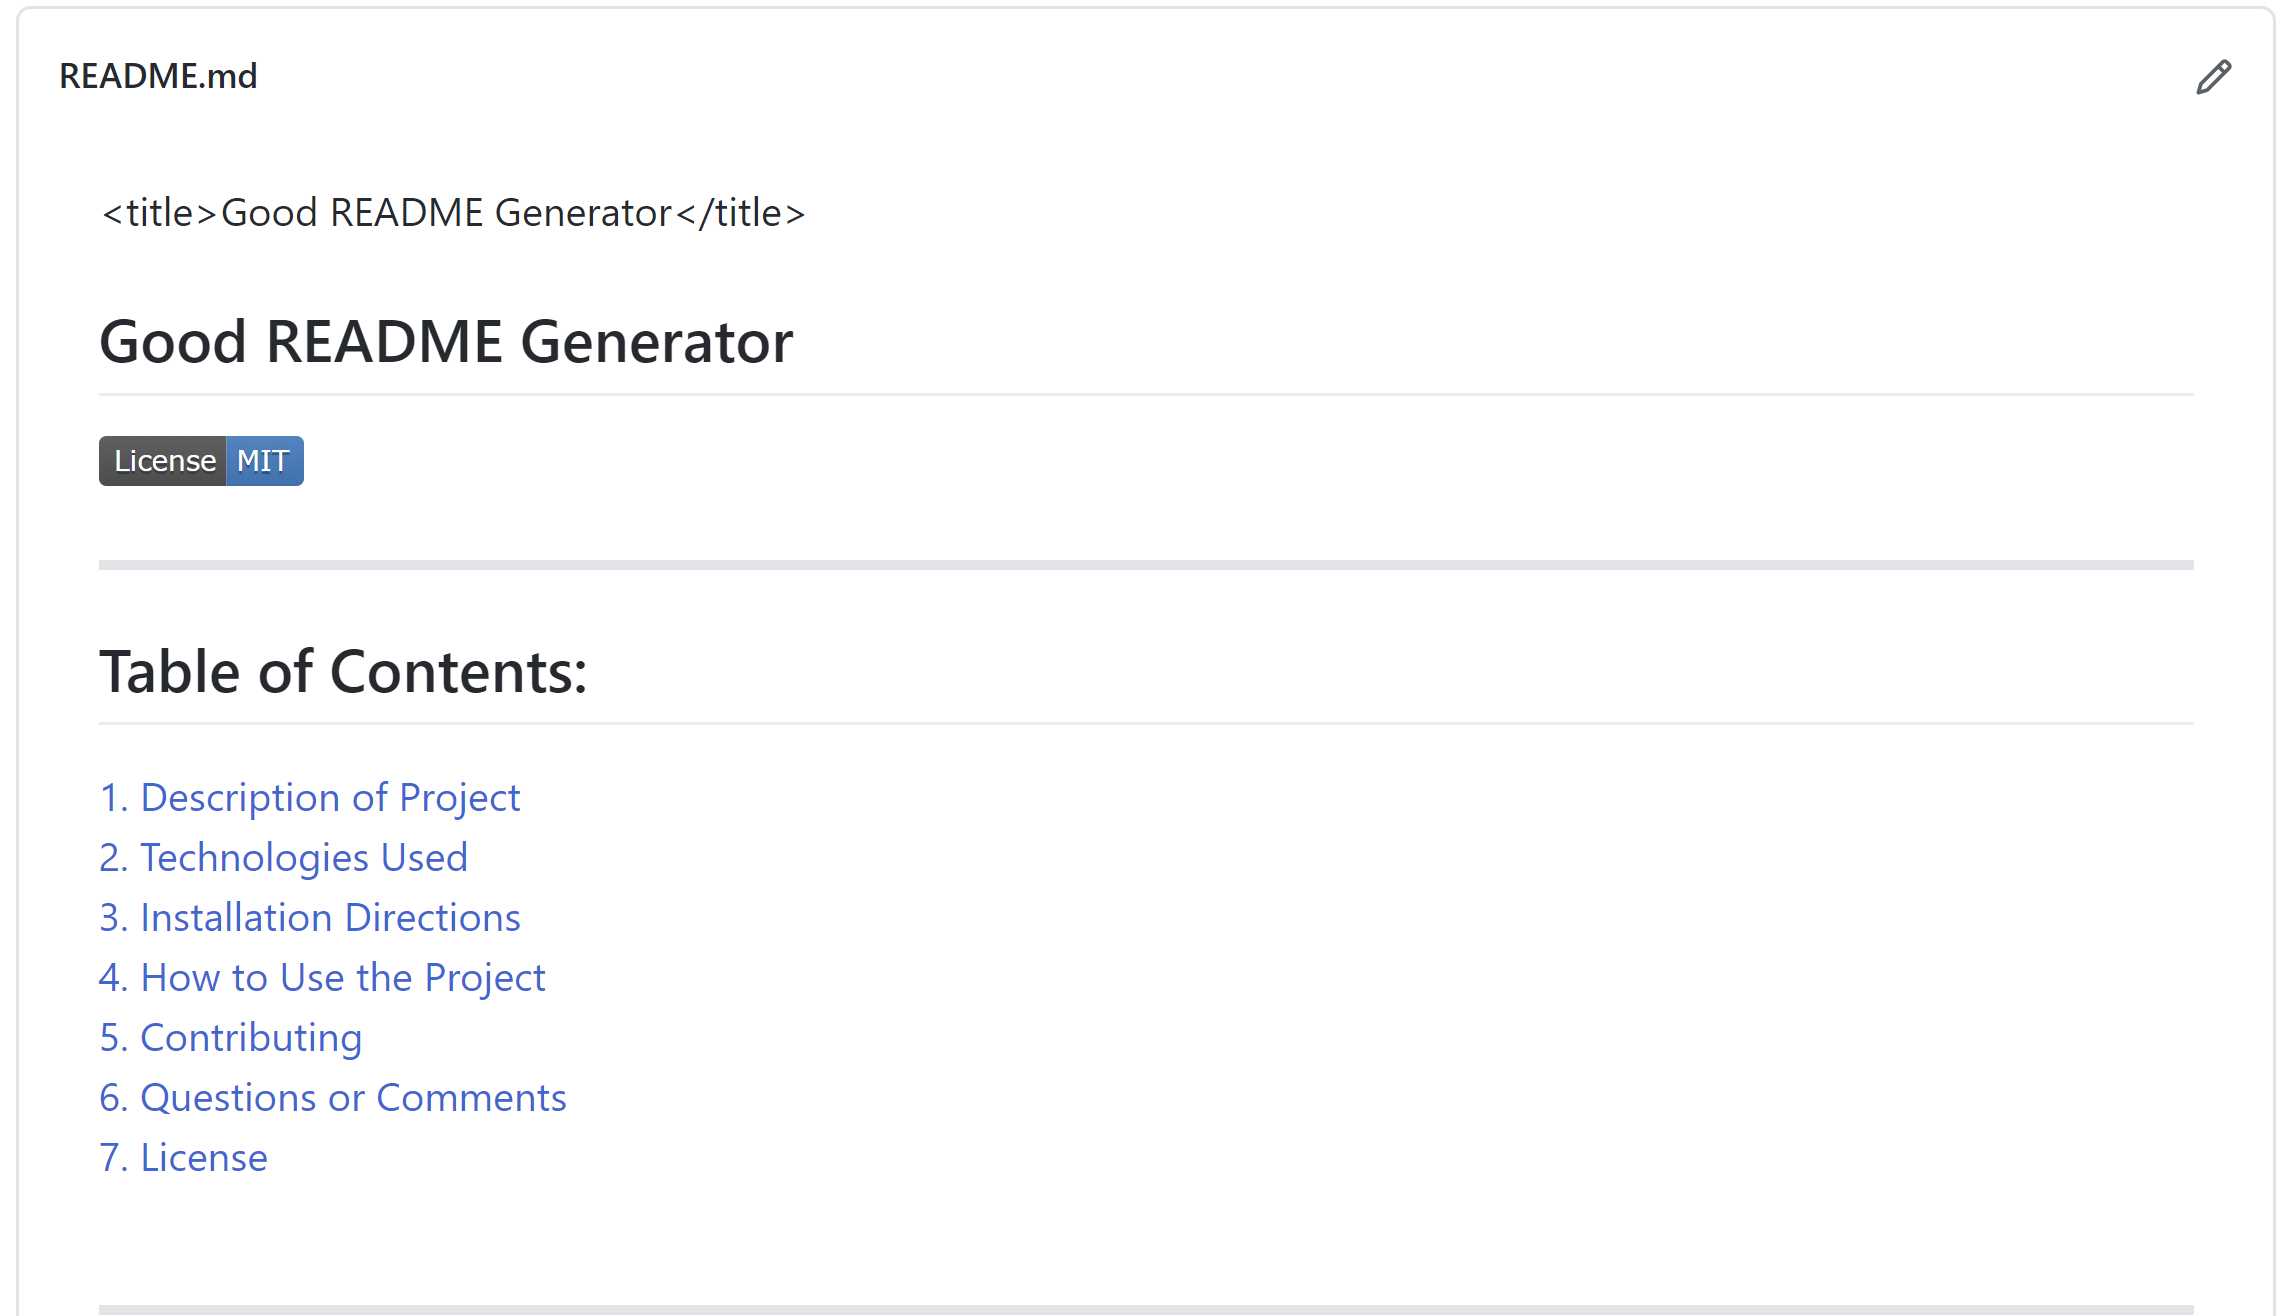 README.md
<title>Good README Generator</title>
Good README Generator
License MIT
Table of Contents:
1. Description of Project
2. Technologies Used
3. Installation Directions
4. How to Use the Project
5. Contributing
6. Questions or Comments
7. License